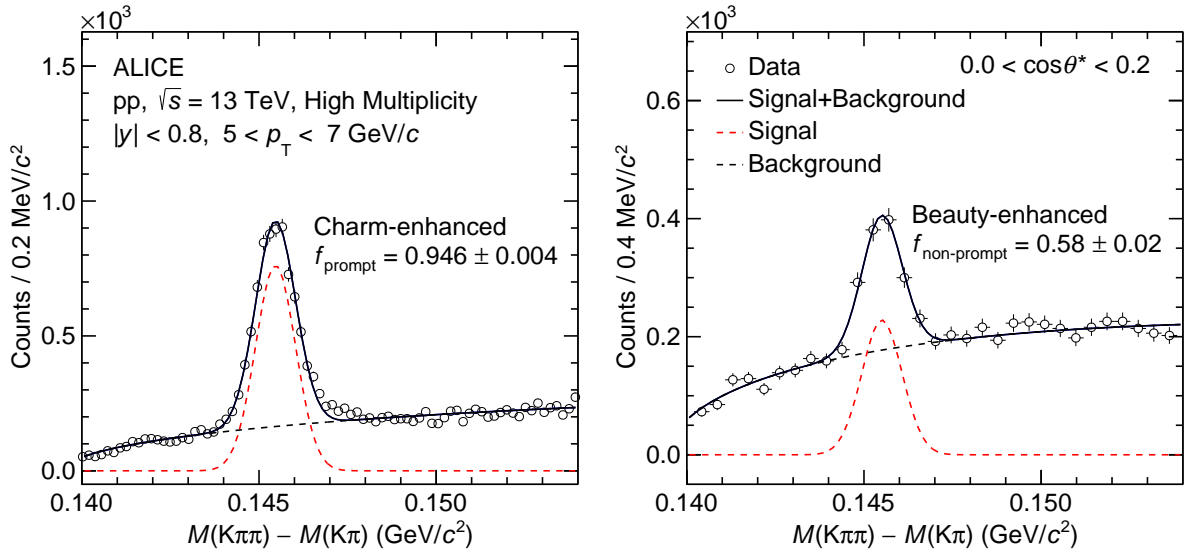 ×10³
ALICE
pp, √s = 13 TeV, High Multiplicity
|y| < 0.8, 5 < p_T < 7 GeV/c
Charm-enhanced
f_prompt = 0.946 ± 0.004
1.5
1.0
0.5
0.0
Counts / 0.2 MeV/c²
0.140
0.145
0.150
M(Kππ) − M(Kπ) (GeV/c²)
×10³
0.0 < cosθ* < 0.2
Data
Signal+Background
Signal
Background
Beauty-enhanced
f_non-prompt = 0.58 ± 0.02
0.6
0.4
0.2
0.0
Counts / 0.4 MeV/c²
0.140
0.145
0.150
M(Kππ) − M(Kπ) (GeV/c²)